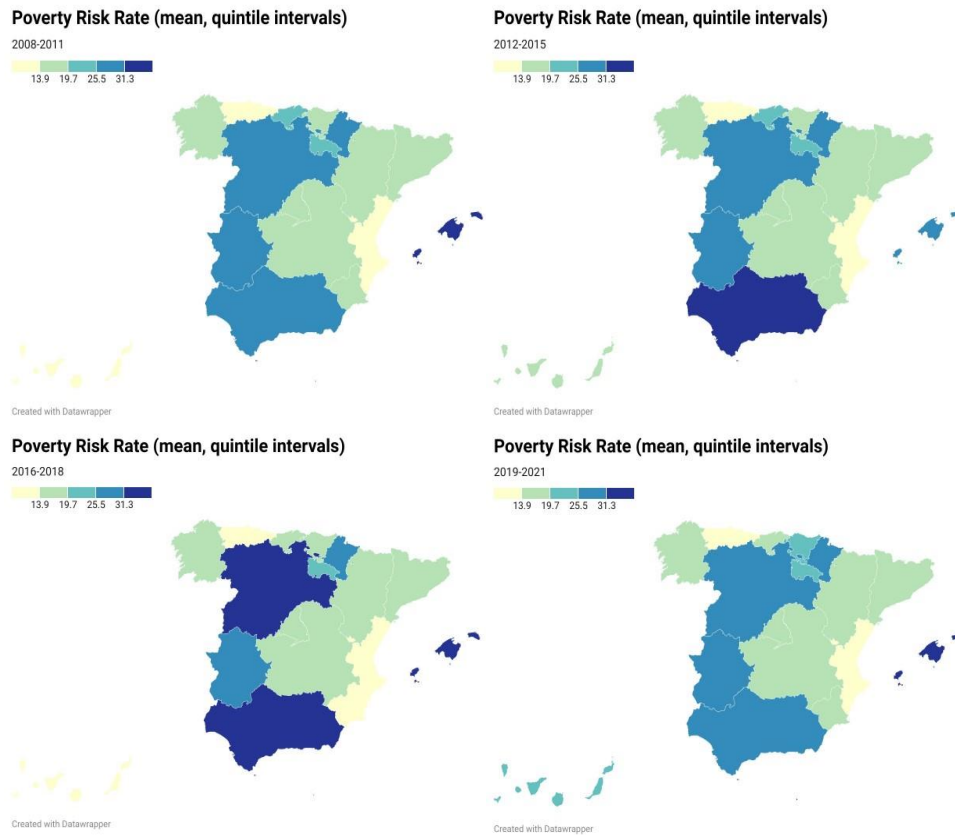 Poverty Risk Rate (mean, quintile intervals)
2008-2011
13.9 19.7 25.5 31.3
Created with Datawrapper
Poverty Risk Rate (mean, quintile intervals)
2012-2015
13.9 19.7 25.5 31.3
Created with Datawrapper
Poverty Risk Rate (mean, quintile intervals)
2016-2018
13.9 19.7 25.5 31.3
Created with Datawrapper
Poverty Risk Rate (mean, quintile intervals)
2019-2021
13.9 19.7 25.5 31.3
Created with Datawrapper